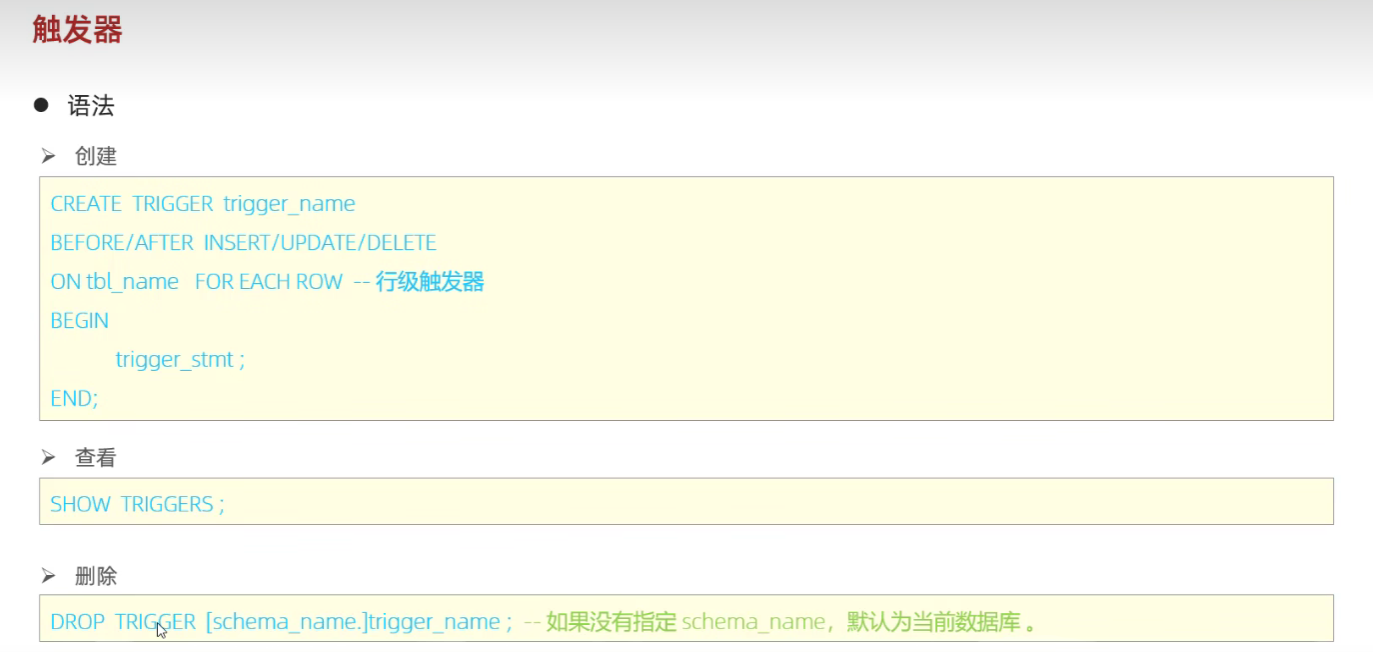 触发器
语法
创建
CREATE TRIGGER trigger_name
BEFORE/AFTER INSERT/UPDATE/DELETE
ON tbl_name FOR EACH ROW -- 行级触发器
BEGIN
trigger_stmt ;
END;
查看
SHOW TRIGGERS ;
删除
DROP TRIGGER [schema_name.]trigger_name ; -- 如果没有指定 schema_name，默认为当前数据库 。